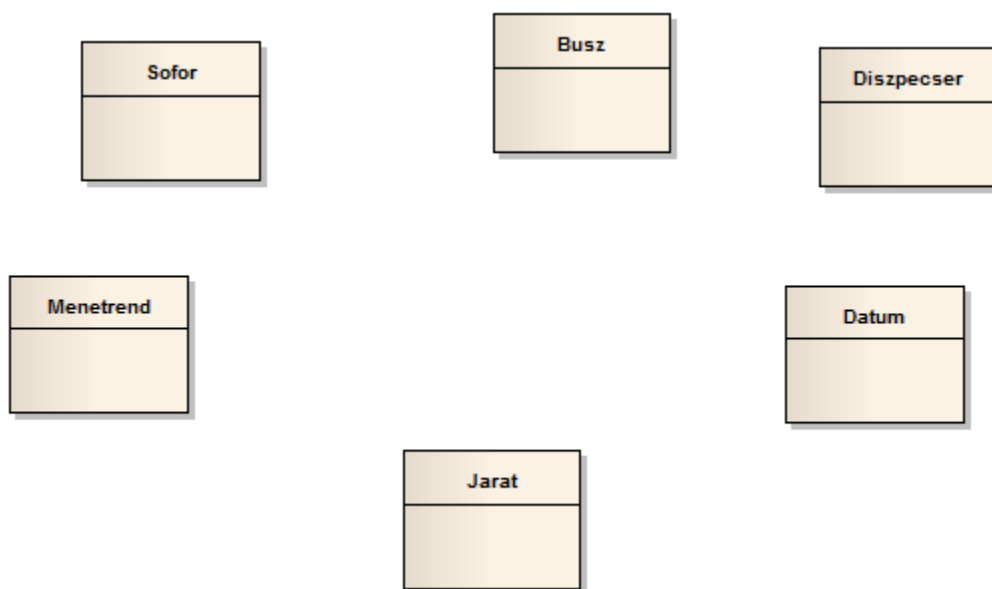 Sofor
Busz
Diszpecser
Menetrend
Datum
Jarat